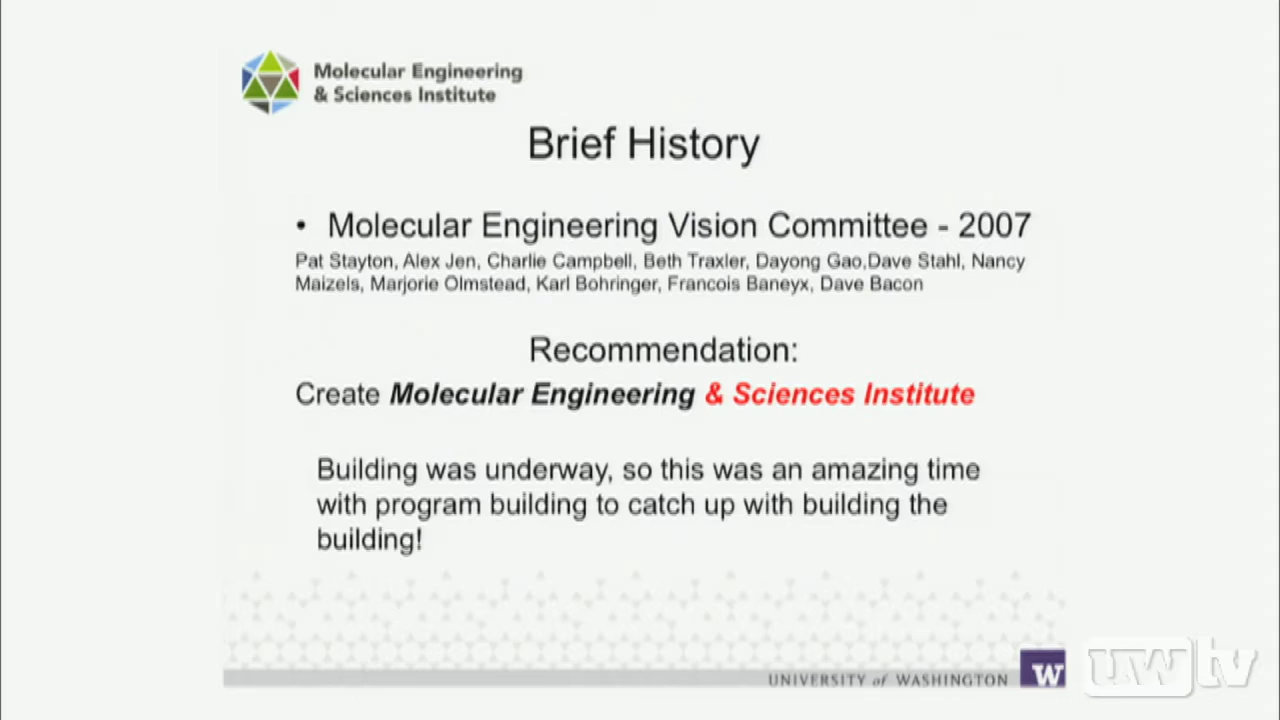 Molecular Engineering
& Sciences Institute
Brief History
• Molecular Engineering Vision Committee - 2007
Pat Stayton, Alex Jen, Charlie Campbell, Beth Traxler, Dayong Gao,Dave Stahl, Nancy
Maizels, Marjorie Olmstead, Karl Bohringer, Francois Baneyx, Dave Bacon
Recommendation:
Create Molecular Engineering & Sciences Institute
Building was underway, so this was an amazing time
with program building to catch up with building the
building!
UNIVERSITY of WASHINGTON
W
uwtv